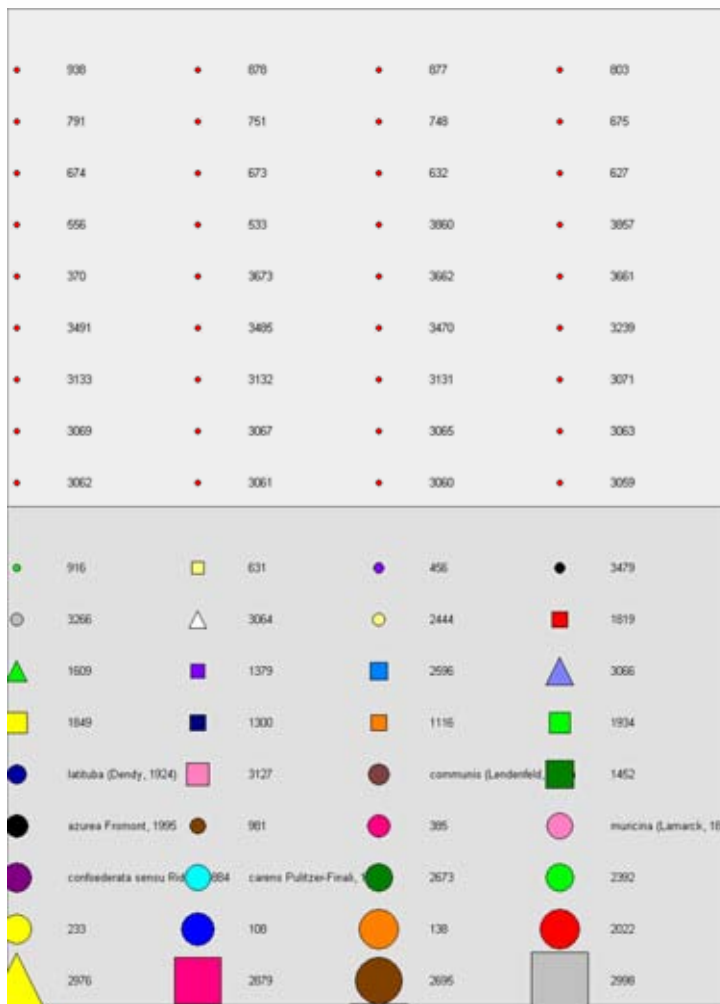 938 878 877 803
791 751 748 675
674 673 632 627
556 533 3860 3857
370 3673 3662 3661
3491 3485 3470 3239
3133 3132 3131 3071
3069 3067 3065 3063
3062 3061 3060 3059
916 631 456 3479
3266 3064 2444 1819
1609 1379 2596 3066
1849 1300 1116 1934
latituba (Dendy, 1924) 3127 communis (Lendenfeld, 1452
azurea Fromont, 1995 981 385 muricina (Lamarck, 18
confoederata sensu Rid 884 carens Pulitzer-Finali, 1 2673 2392
233 108 138 2022
2976 2879 2695 2998